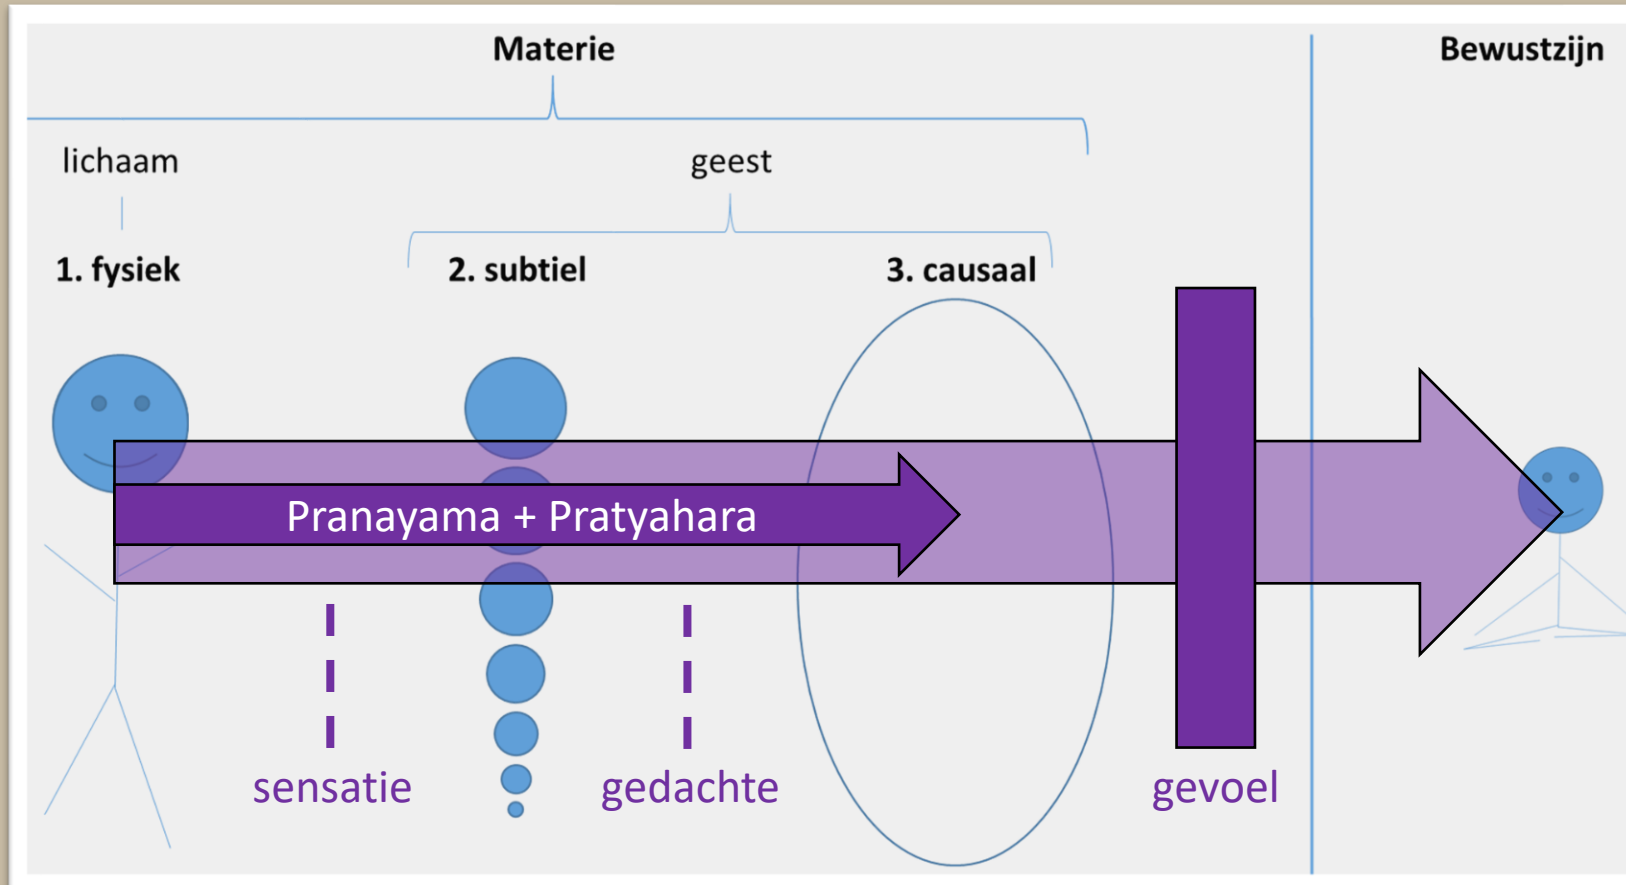 Materie
Bewustzijn
lichaam
geest
1. fysiek
2. subtiel
3. causaal
Pranayama + Pratyahara
sensatie
gedachte
gevoel